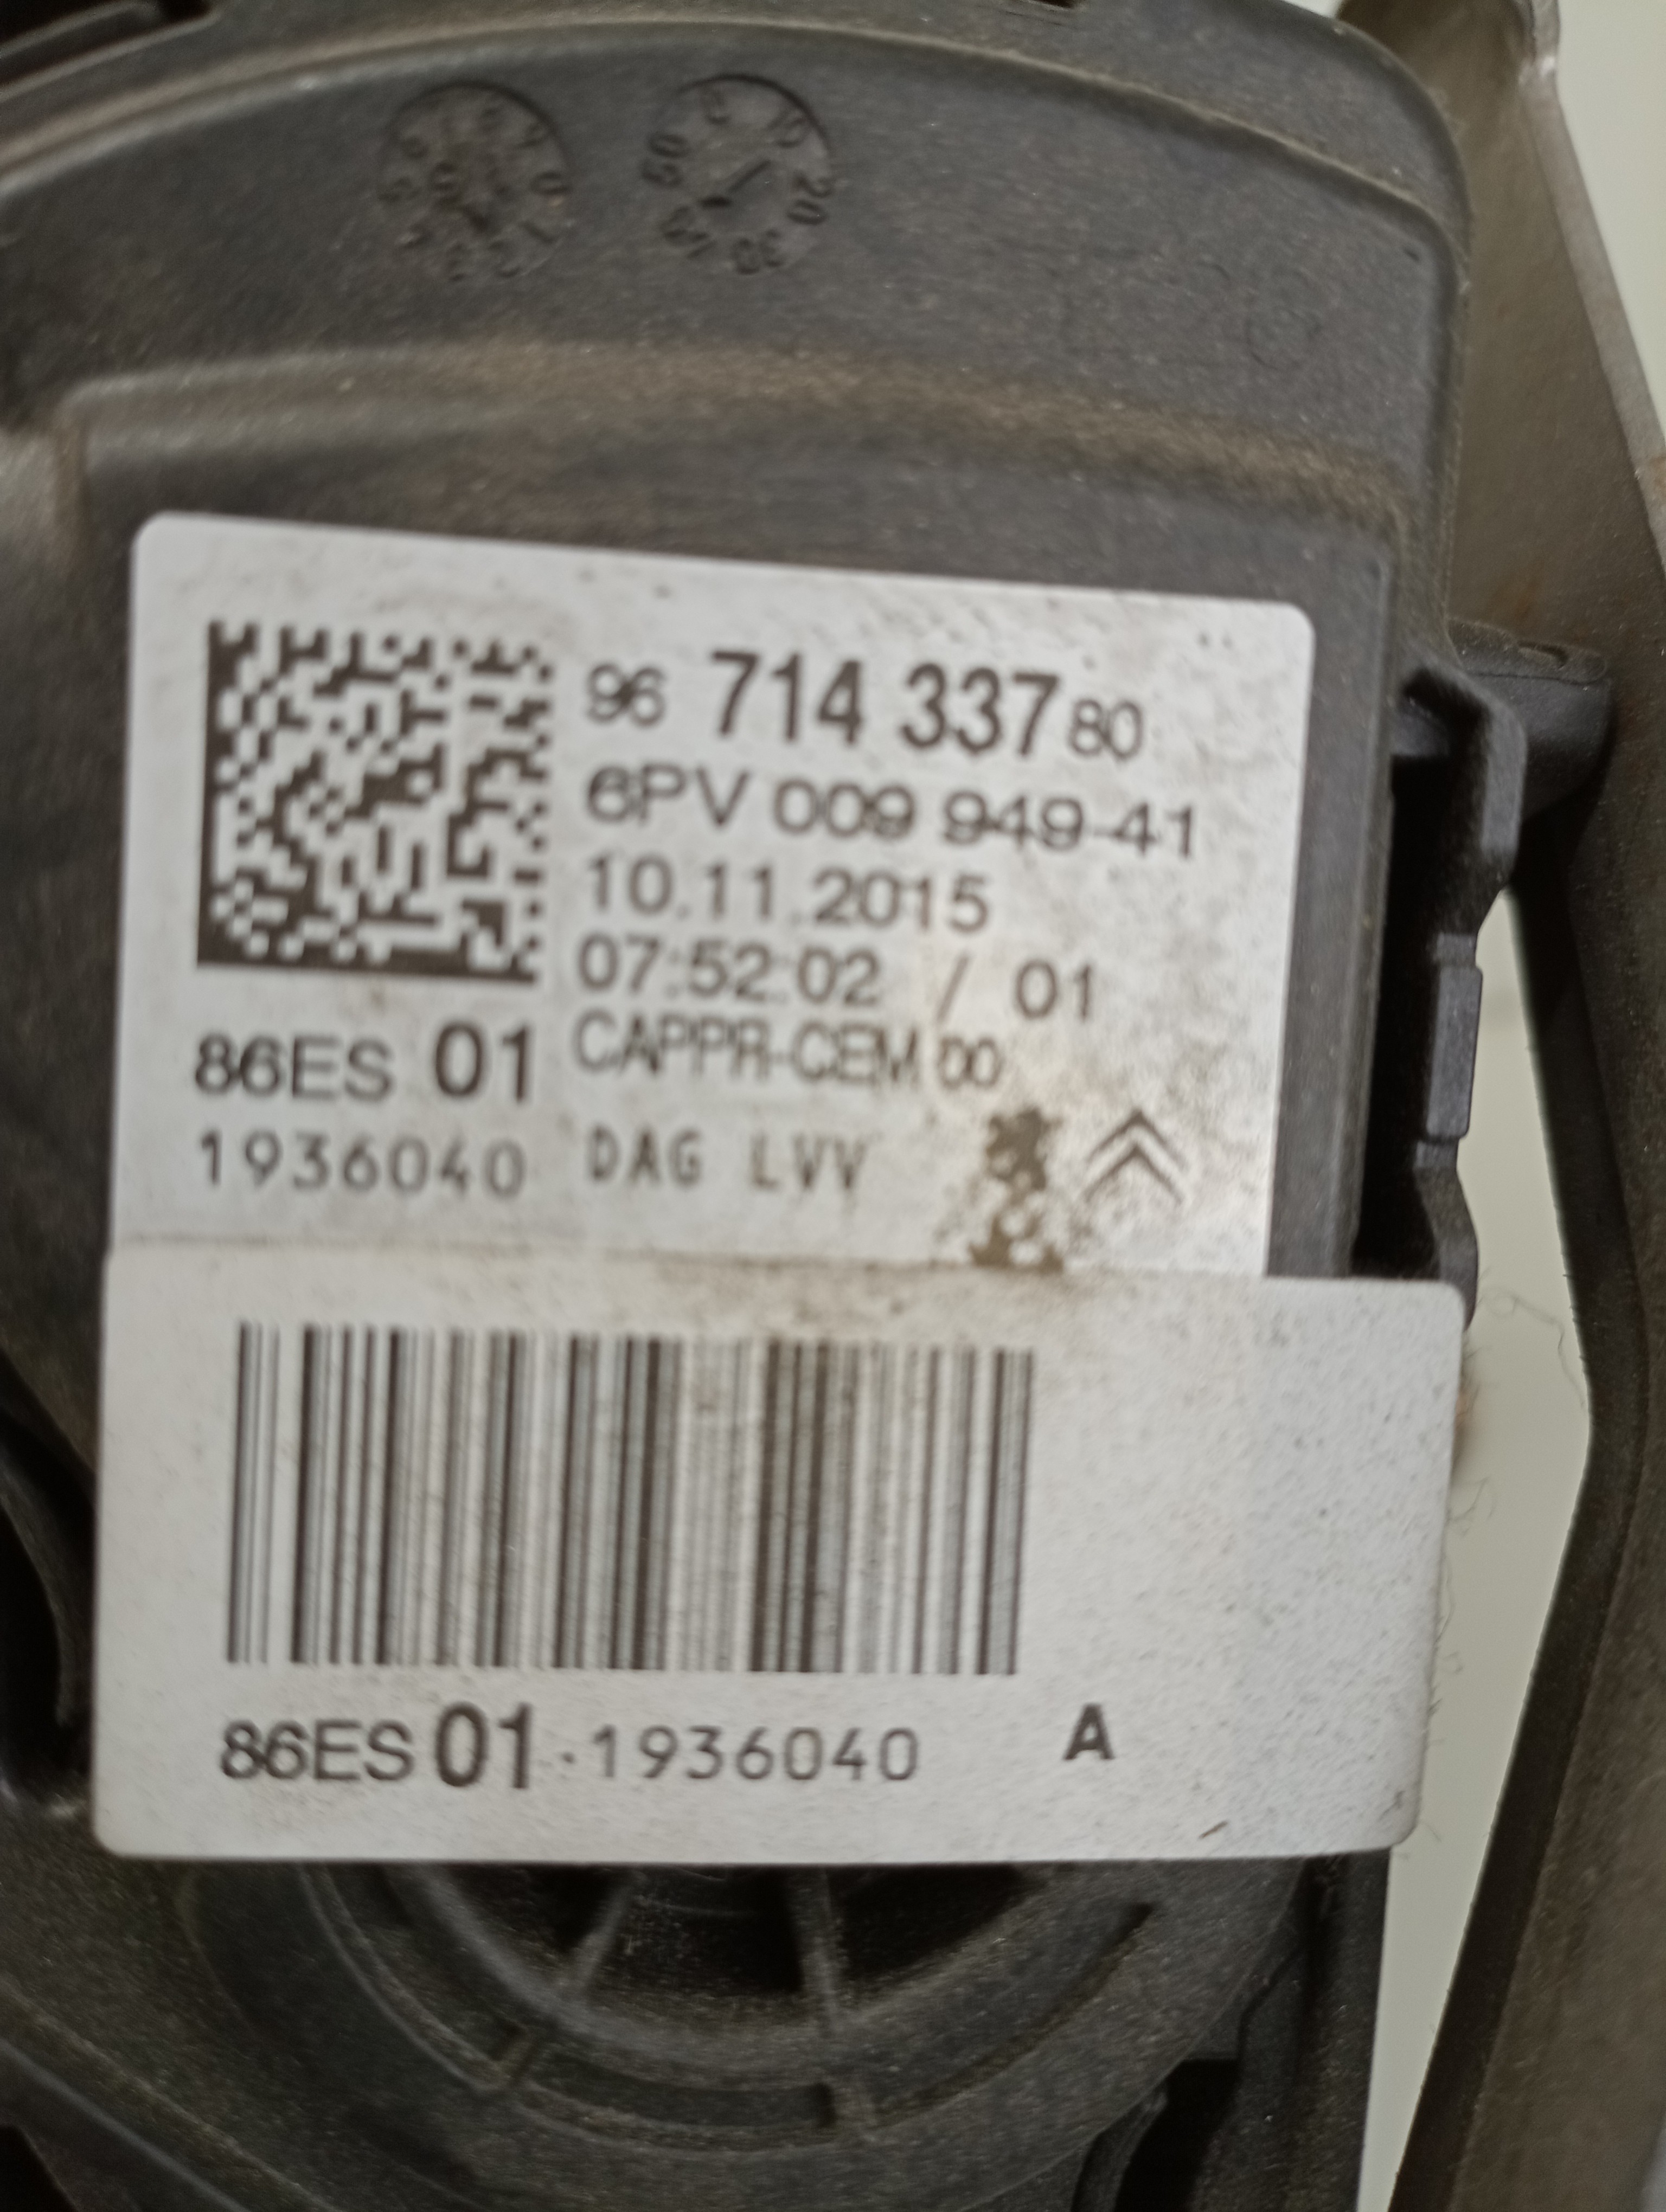 96 714 337 80
6PV 009 949-41
10.11.2015
07:52:02 / 01
86ES 01 CAPPR-CEM 00
1936040 DAG LVV
86ES 01 · 1936040 A